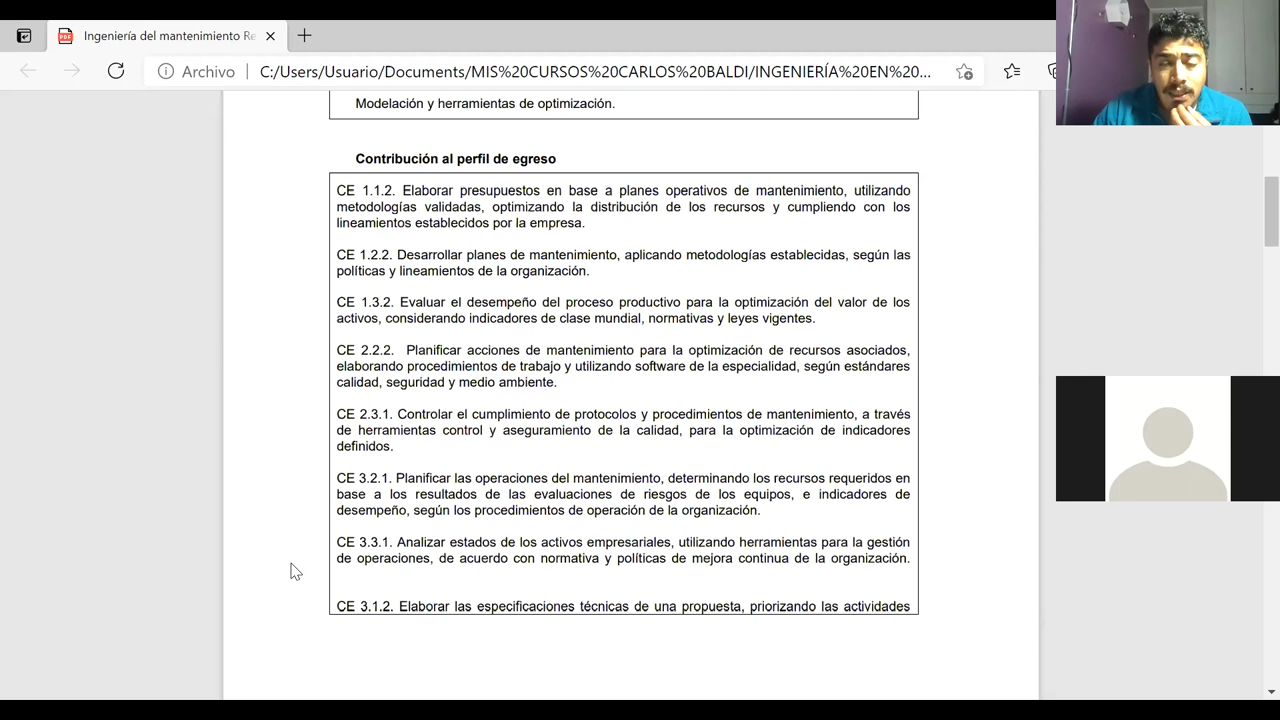 Ingeniería del mantenimiento Re
Archivo
C:/Users/Usuario/Documents/MIS%20CURSOS%20CARLOS%20BALDI/INGENIERÍA%20EN%20...
Modelación y herramientas de optimización.
Contribución al perfil de egreso
CE 1.1.2. Elaborar presupuestos en base a planes operativos de mantenimiento, utilizando
metodologías validadas, optimizando la distribución de los recursos y cumpliendo con los
lineamientos establecidos por la empresa.
CE 1.2.2. Desarrollar planes de mantenimiento, aplicando metodologías establecidas, según las
políticas y lineamientos de la organización.
CE 1.3.2. Evaluar el desempeño del proceso productivo para la optimización del valor de los
activos, considerando indicadores de clase mundial, normativas y leyes vigentes.
CE 2.2.2. Planificar acciones de mantenimiento para la optimización de recursos asociados,
elaborando procedimientos de trabajo y utilizando software de la especialidad, según estándares
calidad, seguridad y medio ambiente.
CE 2.3.1. Controlar el cumplimiento de protocolos y procedimientos de mantenimiento, a través
de herramientas control y aseguramiento de la calidad, para la optimización de indicadores
definidos.
CE 3.2.1. Planificar las operaciones del mantenimiento, determinando los recursos requeridos en
base a los resultados de las evaluaciones de riesgos de los equipos, e indicadores de
desempeño, según los procedimientos de operación de la organización.
CE 3.3.1. Analizar estados de los activos empresariales, utilizando herramientas para la gestión
de operaciones, de acuerdo con normativa y políticas de mejora continua de la organización.
CE 3.1.2. Elaborar las especificaciones técnicas de una propuesta, priorizando las actividades